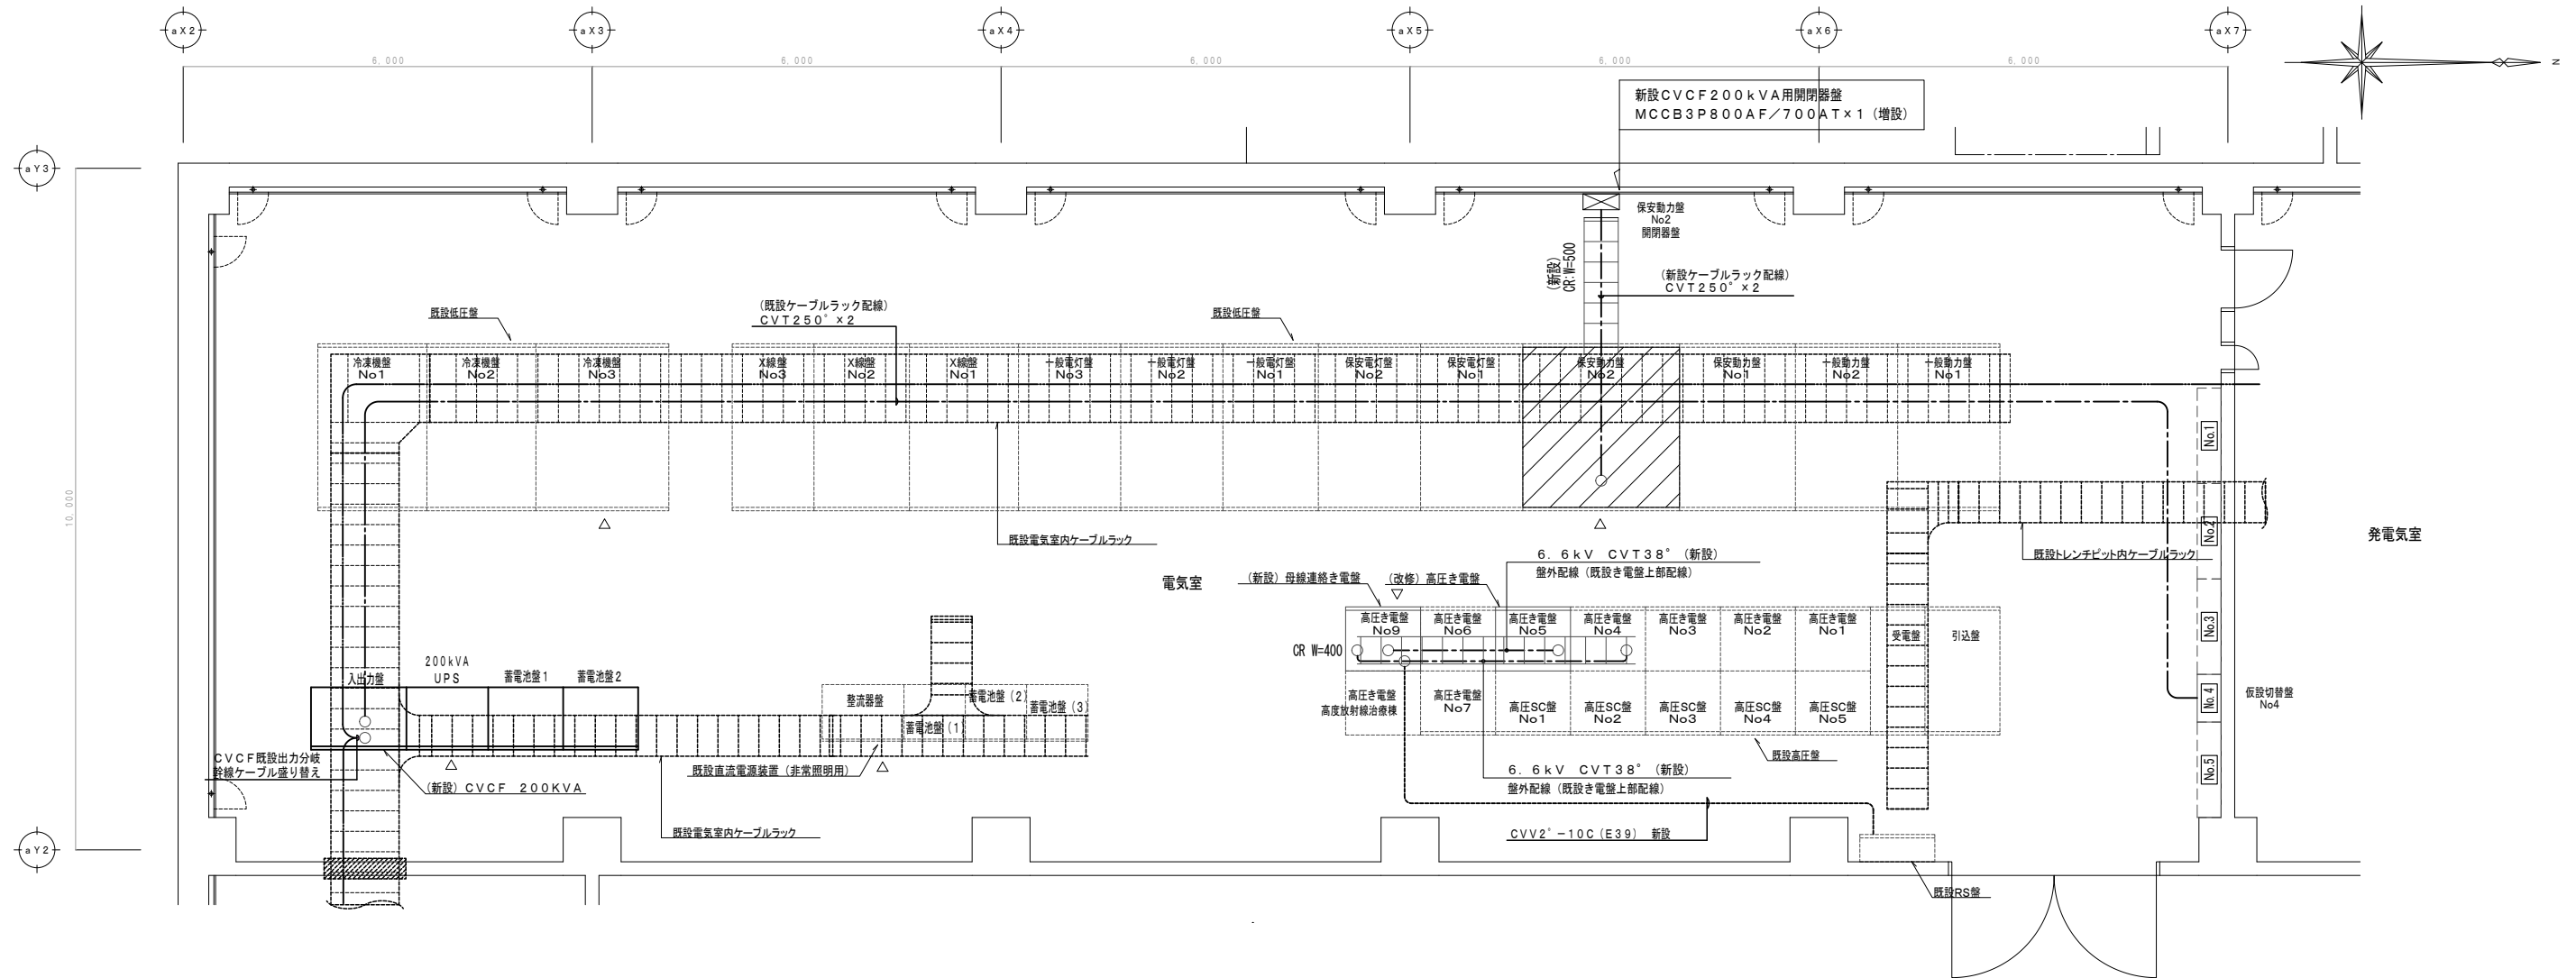 aX2
aX3
aX4
aX5
aX6
aX7
6,000
6,000
6,000
6,000
6,000
N
新設CVCF200kVA用開閉器盤
MCCB3P800AF/700AT×1(増設)
aY3
10,000
aY2
保安動力盤
No2
開閉器盤
(新設)
CR:W=500
(新設ケーブルラック配線)
CVT250°×2
(既設ケーブルラック配線)
CVT250°×2
既設低圧盤
既設低圧盤
冷凍機盤
No1
冷凍機盤
No2
冷凍機盤
No3
X線盤
No3
X線盤
No2
X線盤
No1
一般電灯盤
No3
一般電灯盤
No2
一般電灯盤
No1
保安電灯盤
No2
保安電灯盤
No1
保安動力盤
No2
保安動力盤
No1
一般動力盤
No2
一般動力盤
No1
No.1
No.2
No.3
No.4
No.5
既設電気室内ケーブルラック
電気室
発電気室
既設トレンチピット内ケーブルラック
6.6kV CVT38°(新設)
盤外配線(既設き電盤上部配線)
(新設)母線連絡き電盤
(改修)高圧き電盤
高圧き電盤
No9
高圧き電盤
No6
高圧き電盤
No5
高圧き電盤
No4
高圧き電盤
No3
高圧き電盤
No2
高圧き電盤
No1
受電盤
引込盤
CR W=400
高圧き電盤
高度放射線治療棟
高圧き電盤
No7
高圧SC盤
No1
高圧SC盤
No2
高圧SC盤
No3
高圧SC盤
No4
高圧SC盤
No5
仮設切替盤
No4
既設高圧盤
6.6kV CVT38°(新設)
盤外配線(既設き電盤上部配線)
CVV2°-10C(E39) 新設
既設RS盤
入出力盤
200kVA
UPS
蓄電池盤1
蓄電池盤2
整流器盤
蓄電池盤(1)
蓄電池盤(2)
蓄電池盤(3)
CVCF既設出力分岐
幹線ケーブル盛り替え
(新設)CVCF 200KVA
既設直流電源装置(非常照明用)
既設電気室内ケーブルラック